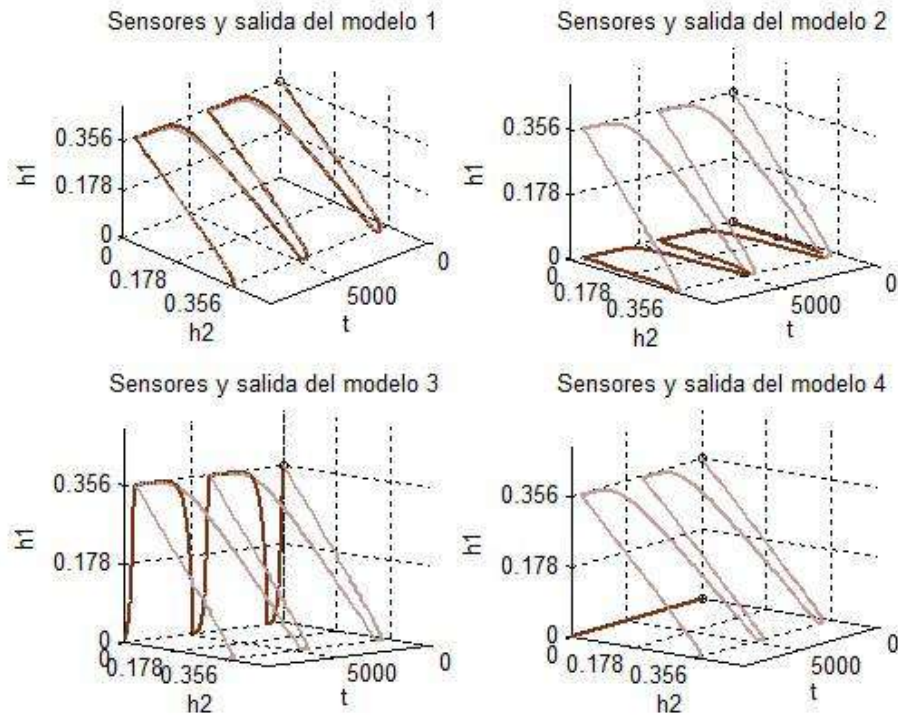 Sensores y salida del modelo 1
0.356
0.178
0
h1
0
0.178
0.356
h2
5000
0
t
Sensores y salida del modelo 2
0.356
0.178
0
h1
0
0.178
0.356
h2
5000
0
t
Sensores y salida del modelo 3
0.356
0.178
0
h1
0
0.178
0.356
h2
5000
0
t
Sensores y salida del modelo 4
0.356
0.178
0
h1
0
0.178
0.356
h2
5000
0
t